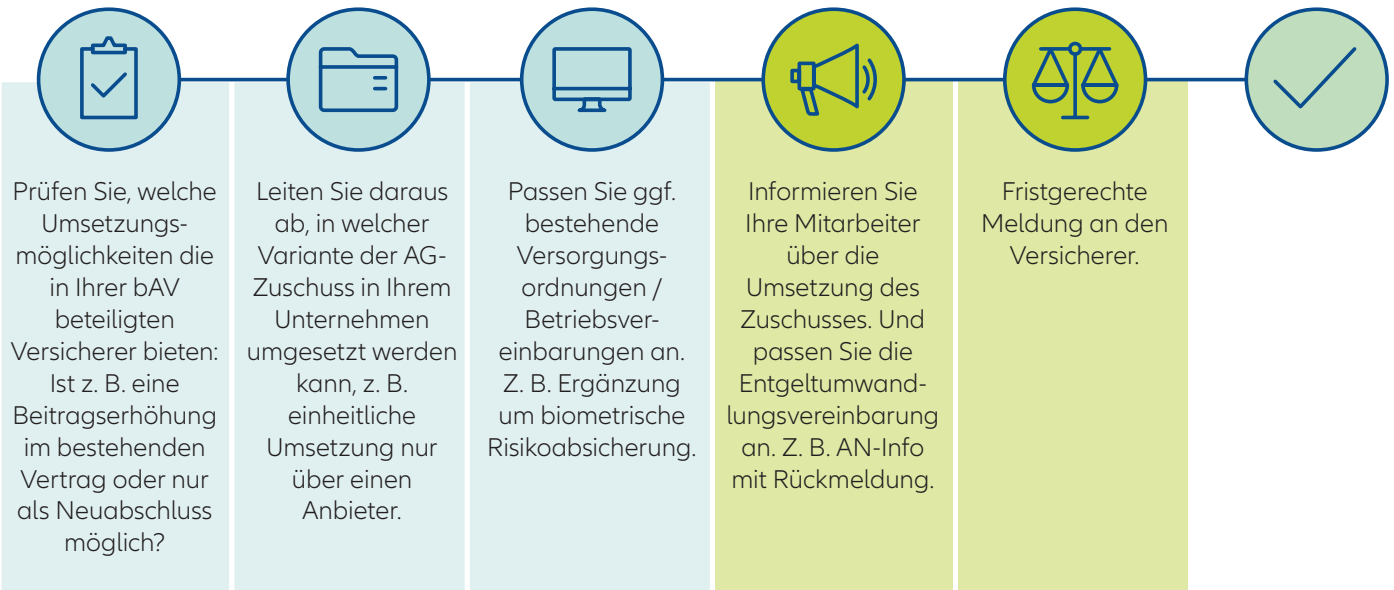 Prüfen Sie, welche
Umsetzungs-
möglichkeiten die
in Ihrer bAV
beteiligten
Versicherer bieten:
Ist z. B. eine
Beitragserhöhung
im bestehenden
Vertrag oder nur
als Neuabschluss
möglich?
Leiten Sie daraus
ab, in welcher
Variante der AG-
Zuschuss in Ihrem
Unternehmen
umgesetzt werden
kann, z. B.
einheitliche
Umsetzung nur
über einen
Anbieter.
Passen Sie ggf.
bestehende
Versorgungs-
ordnungen /
Betriebsver-
einbarungen an.
Z. B. Ergänzung
um biometrische
Risikoabsicherung.
Informieren Sie
Ihre Mitarbeiter
über die
Umsetzung des
Zuschusses. Und
passen Sie die
Entgeltumwand-
lungsvereinbarung
an. Z. B. AN-Info
mit Rückmeldung.
Fristgerechte
Meldung an den
Versicherer.